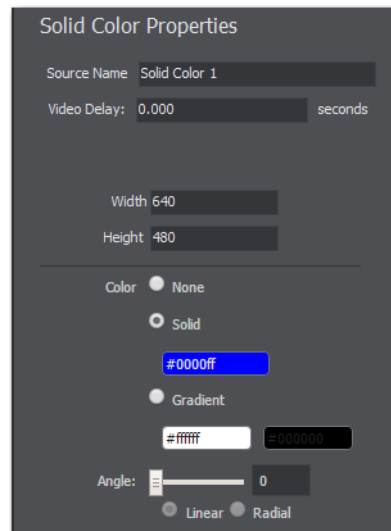 Solid Color Properties
Source Name Solid Color 1
Video Delay: 0.000 seconds
Width 640
Height 480
Color None
Solid
#0000ff
Gradient
#ffffff #000000
Angle: 0
Linear Radial